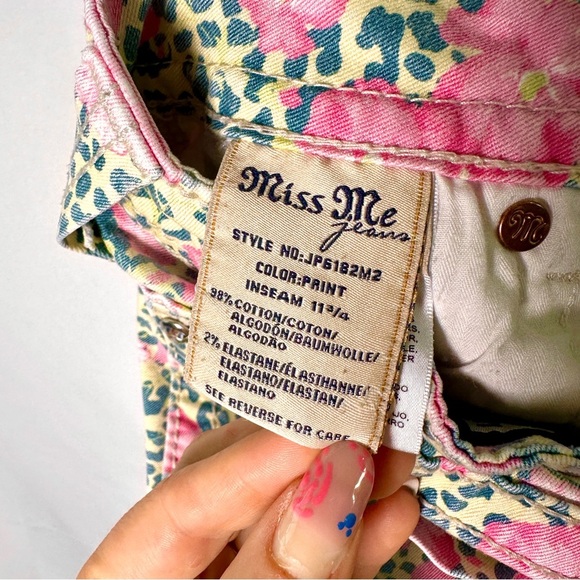 Miss Me
jeans
STYLE NO:JP6182M2
COLOR:PRINT
INSEAM 11 3/4
98% COTTON/COTON/
ALGODÓN/BAUMWOLLE/
ALGODÃO
2% ELASTANE/ÉLASTHANNE/
ELASTANO/ELASTAN/
ELASTANO
SEE REVERSE FOR CARE
M